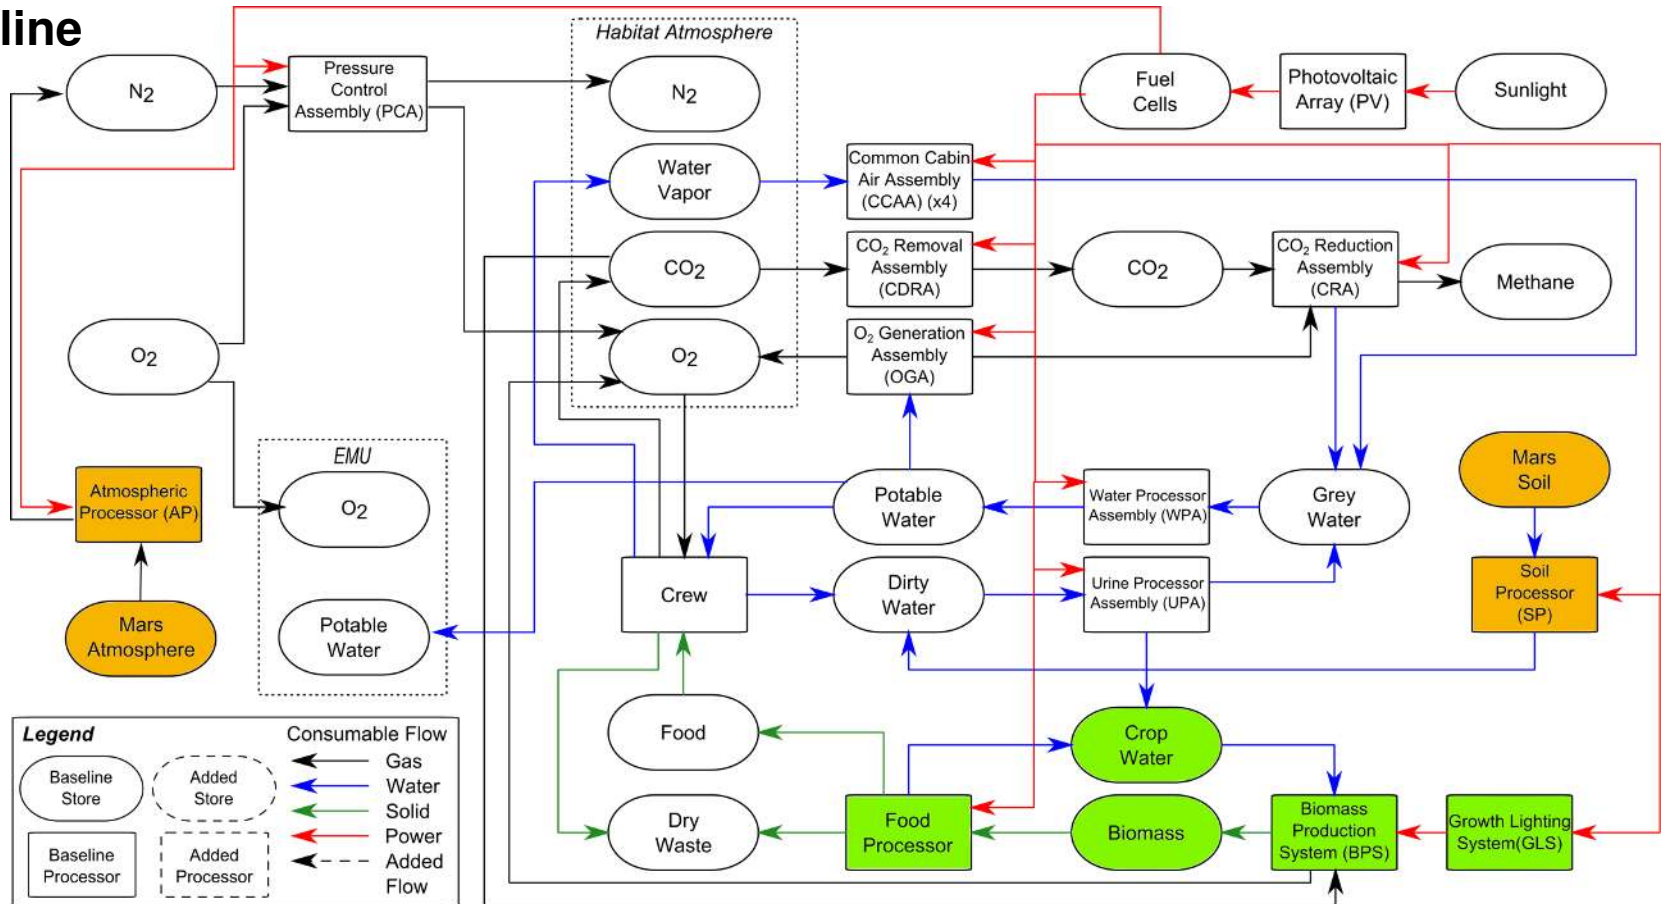 line
Habitat Atmosphere
N2
Pressure
Control
Assembly (PCA)
N2
Fuel
Cells
Photovoltaic
Array (PV)
Sunlight
Water
Vapor
Common Cabin
Air Assembly
(CCAA) (x4)
CO2
CO2 Removal
Assembly
(CDRA)
CO2
CO2 Reduction
Assembly
(CRA)
Methane
O2
O2
O2 Generation
Assembly
(OGA)
EMU
Atmospheric
Processor (AP)
O2
Potable
Water
Water Processor
Assembly (WPA)
Grey
Water
Mars
Soil
Mars
Atmosphere
Potable
Water
Crew
Dirty
Water
Urine Processor
Assembly (UPA)
Soil
Processor
(SP)
Food
Crop
Water
Dry
Waste
Food
Processor
Biomass
Biomass
Production
System (BPS)
Growth Lighting
System(GLS)
Legend
Consumable Flow
Baseline
Store
Added
Store
Gas
Water
Solid
Power
Added
Flow
Baseline
Processor
Added
Processor